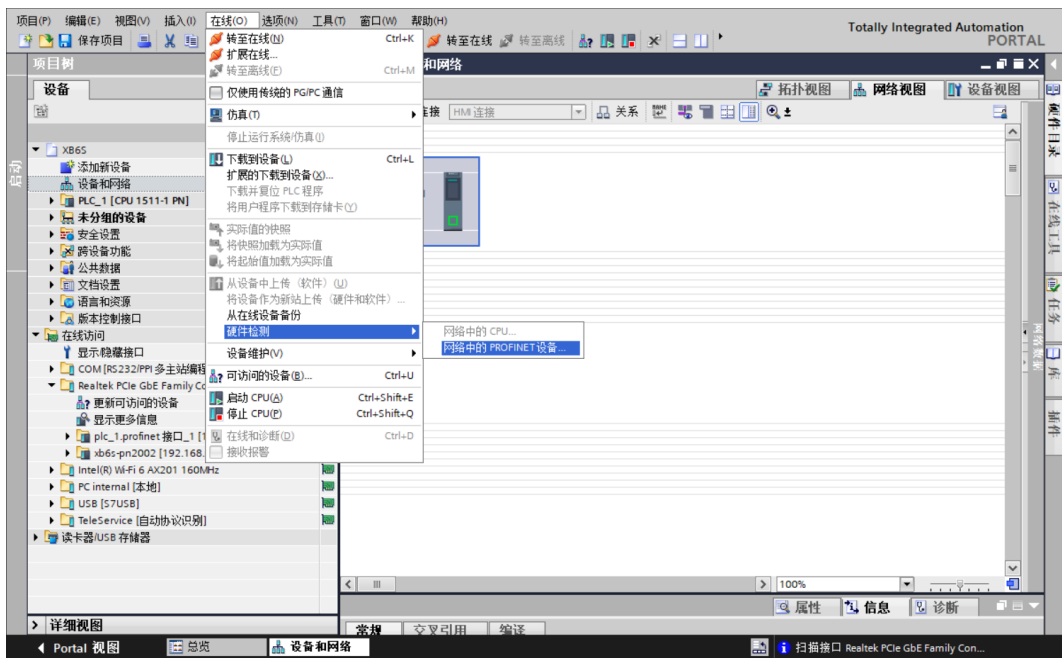 项目(P) 编辑(E) 视图(V) 插入(I) 在线(O) 选项(N) 工具(T) 窗口(W) 帮助(H)
Totally Integrated Automation
PORTAL
保存项目
转至在线 转至离线
项目树
和网络
设备
拓扑视图 网络视图 设备视图
HMI 连接
关系
转至在线(N) Ctrl+K
扩展在线...
转至离线(F) Ctrl+M
仅使用传统的 PG/PC 通信
仿真(T)
停止运行系统/仿真(I)
下载到设备(L) Ctrl+L
扩展的下载到设备(X)...
下载并复位 PLC 程序
将用户程序下载到存储卡(Y)
实际值的快照
将快照加载为实际值
将起始值加载为实际值
从设备中上传（软件）(U)
将设备作为新站上传（硬件和软件）...
从在线设备备份
硬件检测
网络中的 CPU...
网络中的 PROFINET 设备...
设备维护(V)
可访问的设备(B)... Ctrl+U
启动 CPU(A) Ctrl+Shift+E
停止 CPU(P) Ctrl+Shift+Q
在线和诊断(D) Ctrl+D
接收报警
XB6S
添加新设备
设备和网络
PLC_1 [CPU 1511-1 PN]
未分组的设备
安全设置
跨设备功能
公共数据
文档设置
语言和资源
版本控制接口
在线访问
显示/隐藏接口
COM [RS232/PPI 多主站编程
Realtek PCIe GbE Family Co
更新可访问的设备
显示更多信息
plc_1.profinet 接口_1 [1
xb6s-pn2002 [192.168.
Intel(R) Wi-Fi 6 AX201 160MHz
PC internal [本地]
USB [S7USB]
TeleService [自动协议识别]
读卡器/USB 存储器
启动
硬件目录
在线工具
任务
库
插件
100%
属性 信息 诊断
详细视图
常规 交叉引用 编译
Portal 视图 总览 设备和网络
扫描接口 Realtek PCIe GbE Family Con...